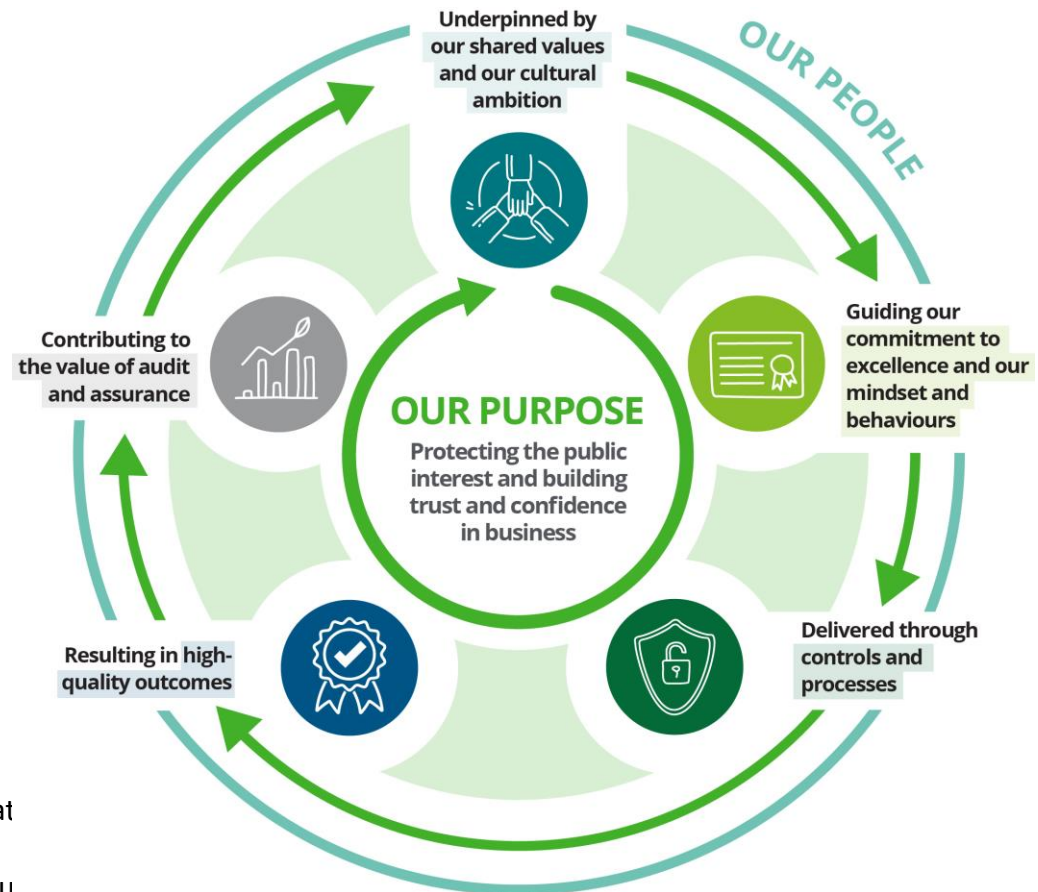 Underpinned by
our shared values
and our cultural
ambition
OUR PEOPLE
Guiding our
commitment to
excellence and our
mindset and
behaviours
Contributing to
the value of audit
and assurance
OUR PURPOSE
Protecting the public
interest and building
trust and confidence
in business
Delivered through
controls and
processes
Resulting in high-
quality outcomes